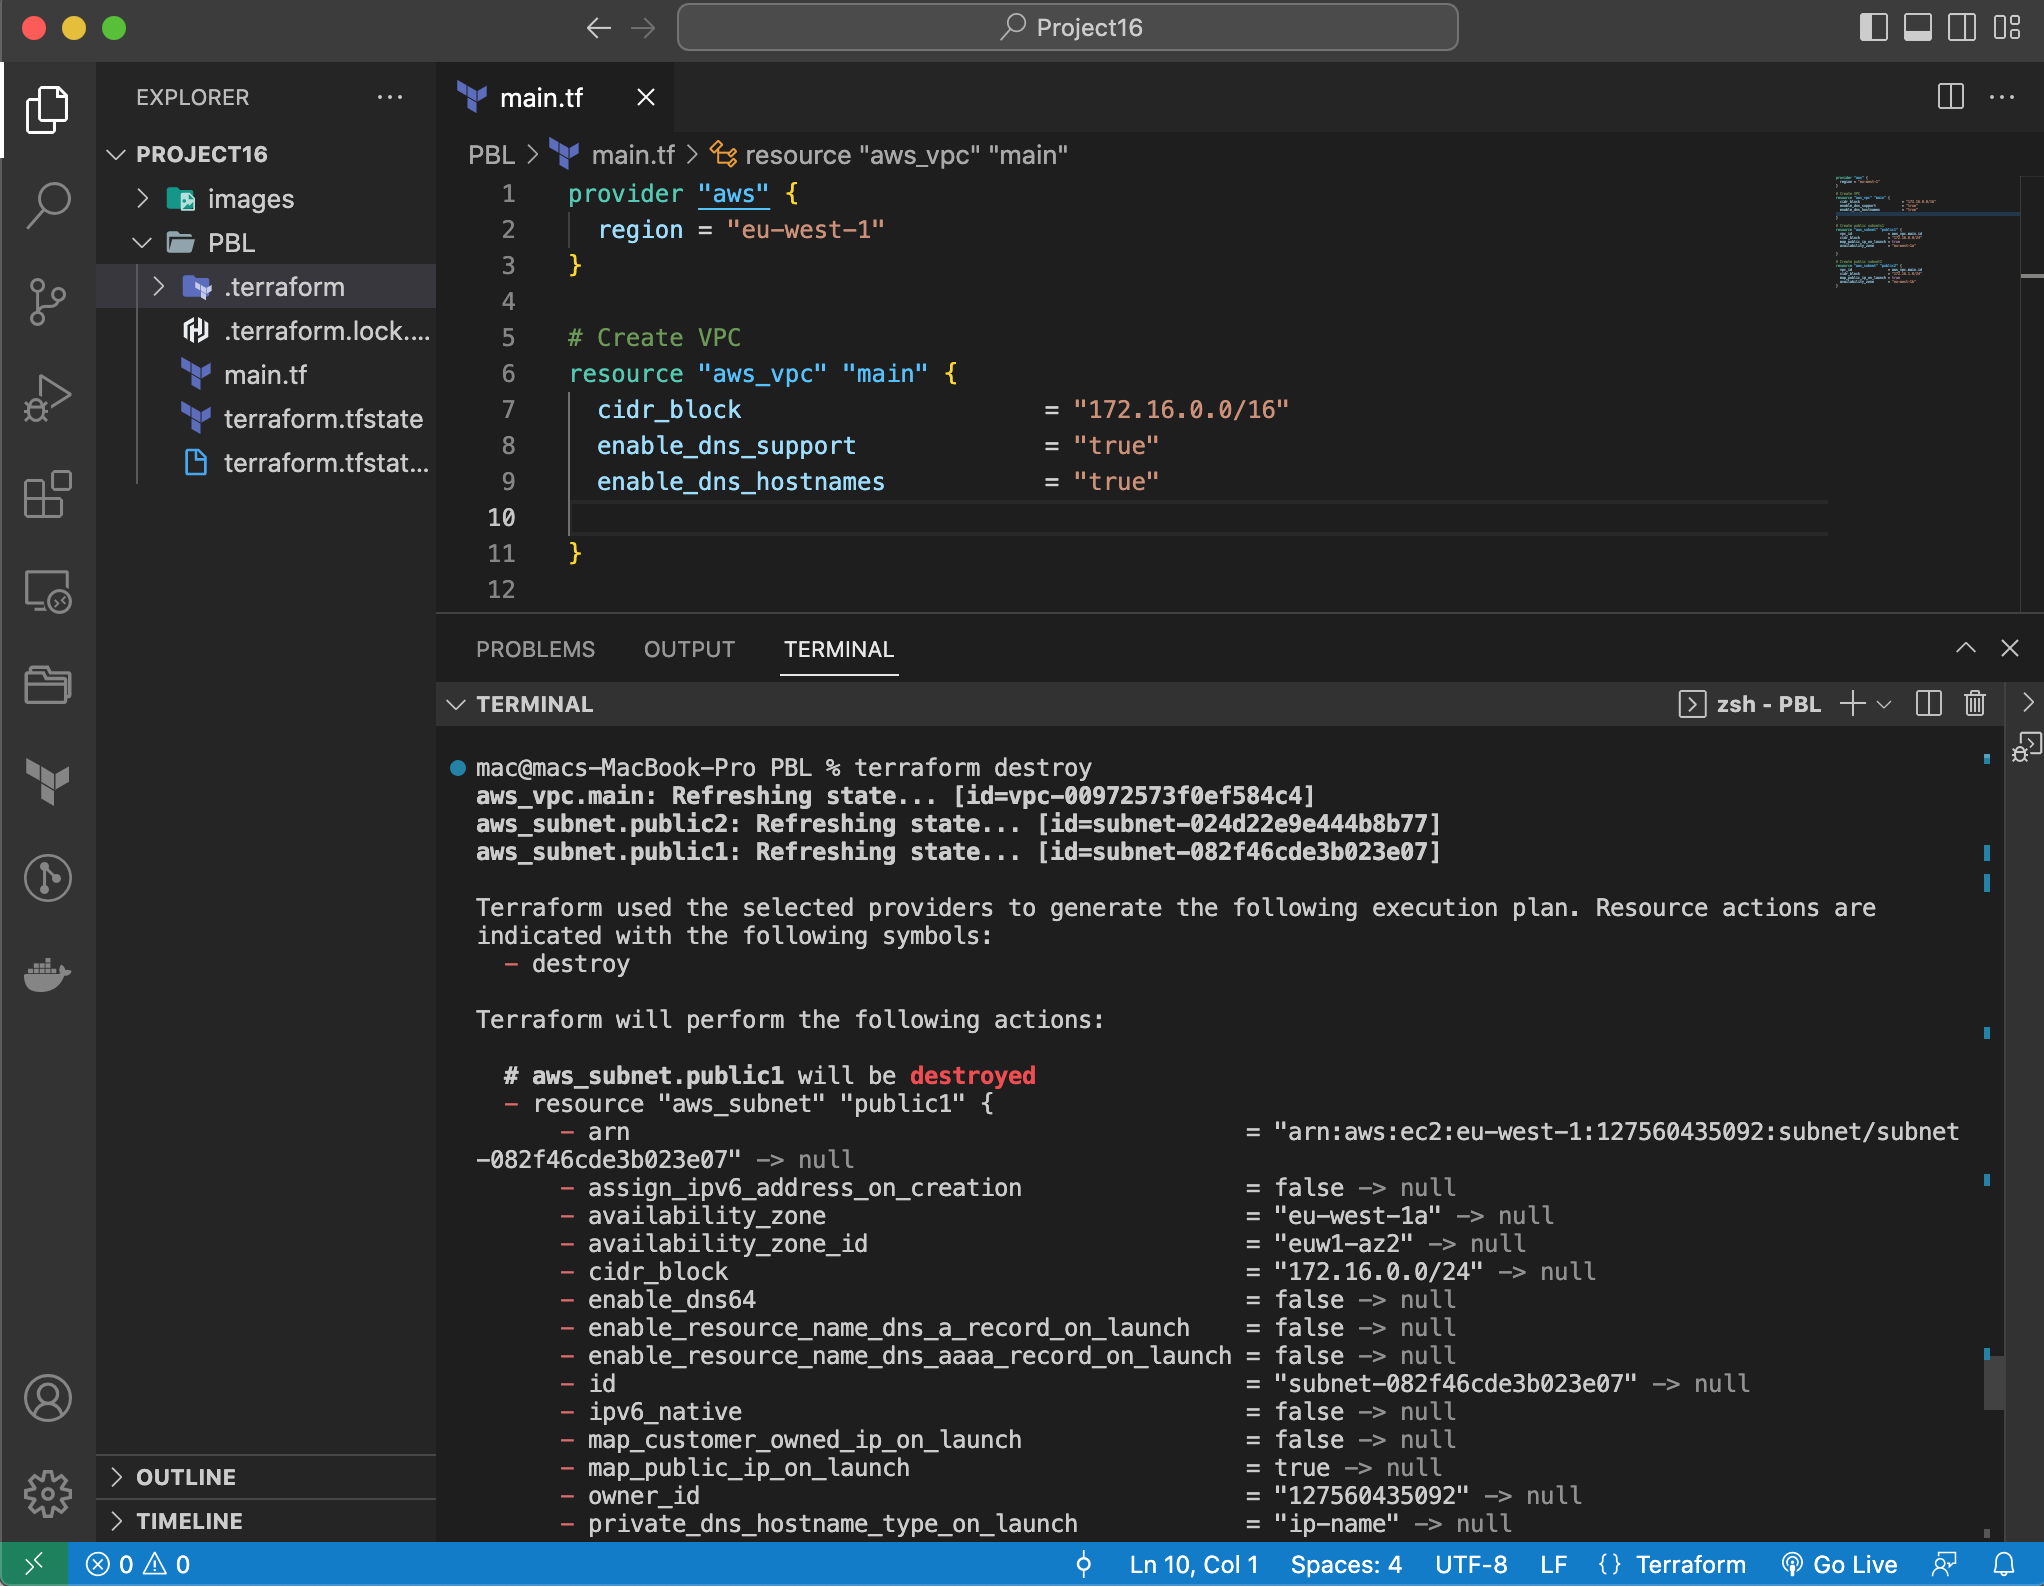 Project16
EXPLORER
PROJECT16
images
PBL
.terraform
.terraform.lock....
main.tf
terraform.tfstate
terraform.tfstat...
OUTLINE
TIMELINE
main.tf
PBL > main.tf > resource "aws_vpc" "main"
1 provider "aws" {
2 region = "eu-west-1"
3 }
4
5 # Create VPC
6 resource "aws_vpc" "main" {
7 cidr_block = "172.16.0.0/16"
8 enable_dns_support = "true"
9 enable_dns_hostnames = "true"
10
11 }
12
PROBLEMS OUTPUT TERMINAL
TERMINAL
zsh - PBL
mac@macs-MacBook-Pro PBL % terraform destroy
aws_vpc.main: Refreshing state... [id=vpc-00972573f0ef584c4]
aws_subnet.public2: Refreshing state... [id=subnet-024d22e9e444b8b77]
aws_subnet.public1: Refreshing state... [id=subnet-082f46cde3b023e07]
Terraform used the selected providers to generate the following execution plan. Resource actions are
indicated with the following symbols:
- destroy
Terraform will perform the following actions:
# aws_subnet.public1 will be destroyed
- resource "aws_subnet" "public1" {
- arn = "arn:aws:ec2:eu-west-1:127560435092:subnet/subnet
-082f46cde3b023e07" -> null
- assign_ipv6_address_on_creation = false -> null
- availability_zone = "eu-west-1a" -> null
- availability_zone_id = "euw1-az2" -> null
- cidr_block = "172.16.0.0/24" -> null
- enable_dns64 = false -> null
- enable_resource_name_dns_a_record_on_launch = false -> null
- enable_resource_name_dns_aaaa_record_on_launch = false -> null
- id = "subnet-082f46cde3b023e07" -> null
- ipv6_native = false -> null
- map_customer_owned_ip_on_launch = false -> null
- map_public_ip_on_launch = true -> null
- owner_id = "127560435092" -> null
- private_dns_hostname_type_on_launch = "ip-name" -> null
0 0
Ln 10, Col 1
Spaces: 4
UTF-8
LF
{} Terraform
Go Live